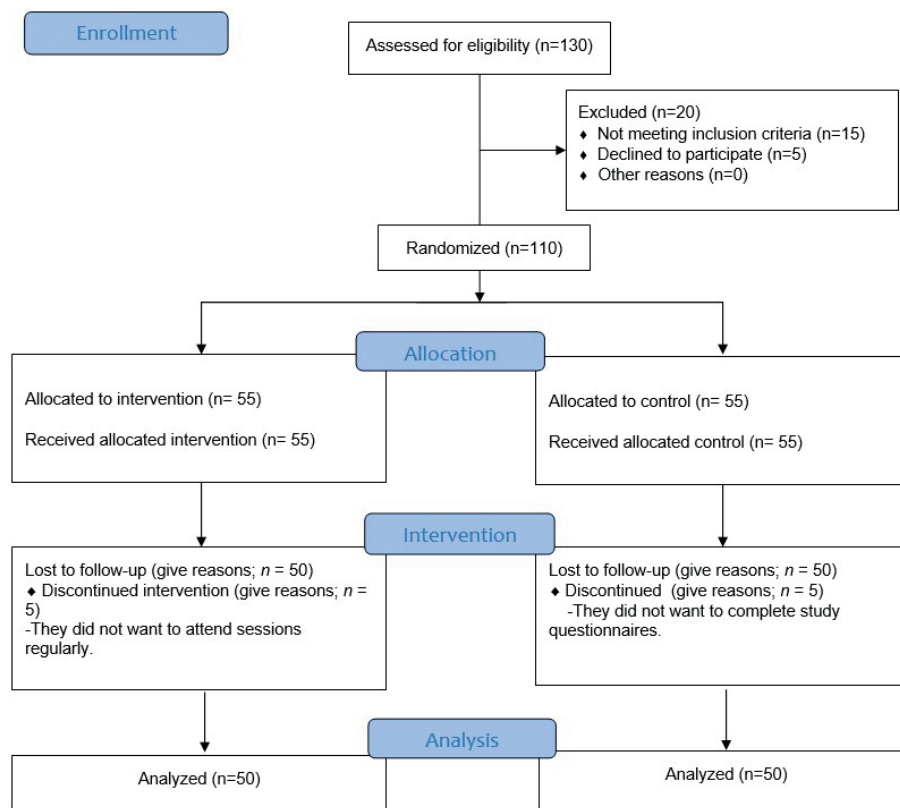 Enrollment
Assessed for eligibility (n=130)
Excluded (n=20)
♦ Not meeting inclusion criteria (n=15)
♦ Declined to participate (n=5)
♦ Other reasons (n=0)
Randomized (n=110)
Allocation
Allocated to intervention (n= 55)
Received allocated intervention (n= 55)
Allocated to control (n= 55)
Received allocated control (n= 55)
Intervention
Lost to follow-up (give reasons; n = 50)
♦ Discontinued intervention (give reasons; n =
5)
-They did not want to attend sessions
regularly.
Lost to follow-up (give reasons; n = 50)
♦ Discontinued (give reasons; n = 5)
-They did not want to complete study
questionnaires.
Analysis
Analyzed (n=50)
Analyzed (n=50)